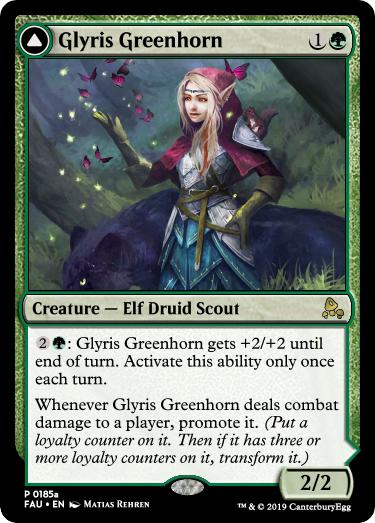 Glyris Greenhorn 1
Creature — Elf Druid Scout
2 : Glyris Greenhorn gets +2/+2 until
end of turn. Activate this ability only once
each turn.
Whenever Glyris Greenhorn deals combat
damage to a player, promote it. (Put a
loyalty counter on it. Then if it has three or
more loyalty counters on it, transform it.)
2/2
P 0185a
FAU • EN Matias Rehren
™ & © 2019 CanterburyEgg